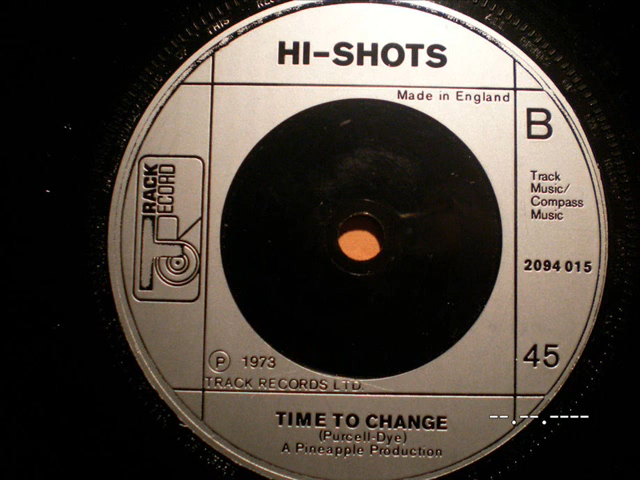 HI-SHOTS
Made in England
B
Track
Music/
Compass
Music
TRACK
RECORD
2094 015
45
P 1973
TRACK RECORDS LTD.
TIME TO CHANGE
(Purcell-Dye)
A Pineapple Production
--.--.----